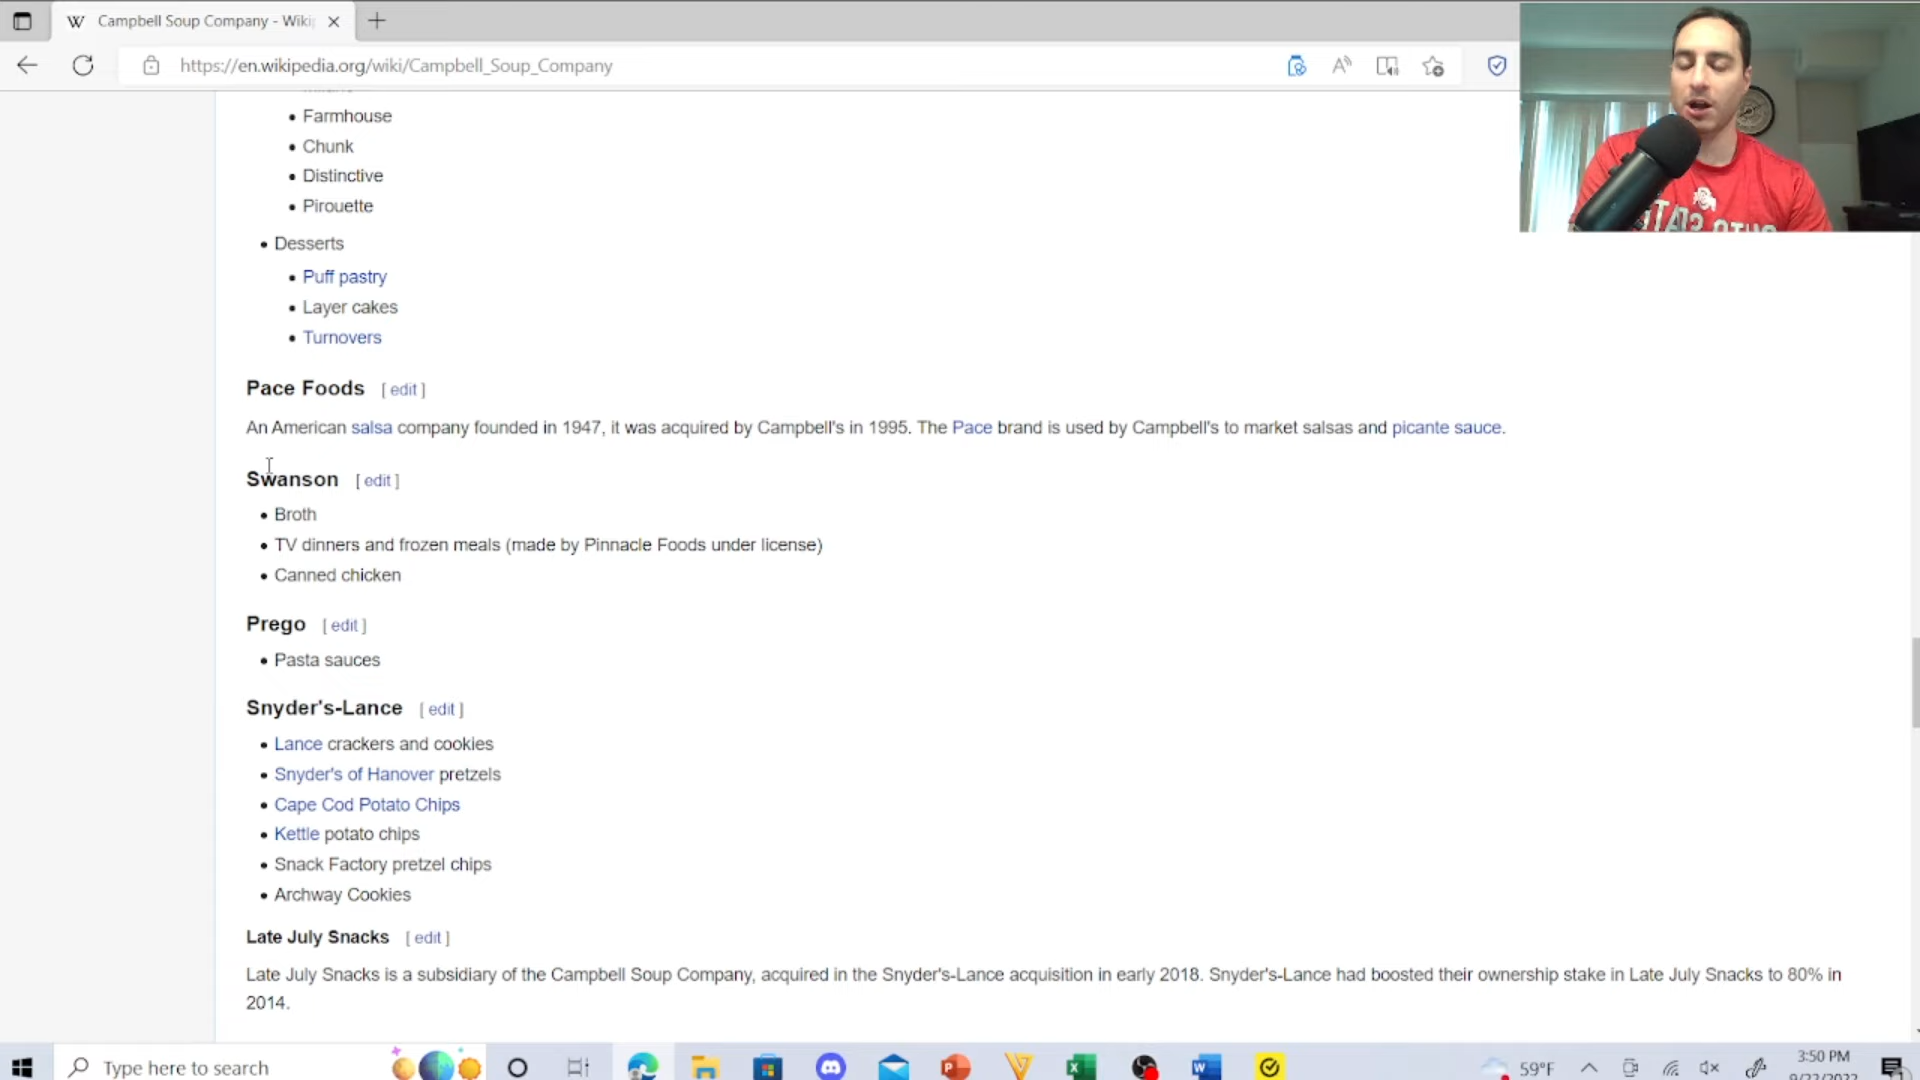 Campbell Soup Company - Wiki
https://en.wikipedia.org/wiki/Campbell_Soup_Company
Farmhouse
Chunk
Distinctive
Pirouette
Desserts
Puff pastry
Layer cakes
Turnovers
Pace Foods [ edit ]
An American salsa company founded in 1947, it was acquired by Campbell's in 1995. The Pace brand is used by Campbell's to market salsas and picante sauce.
Swanson [ edit ]
Broth
TV dinners and frozen meals (made by Pinnacle Foods under license)
Canned chicken
Prego [ edit ]
Pasta sauces
Snyder's-Lance [ edit ]
Lance crackers and cookies
Snyder's of Hanover pretzels
Cape Cod Potato Chips
Kettle potato chips
Snack Factory pretzel chips
Archway Cookies
Late July Snacks [ edit ]
Late July Snacks is a subsidiary of the Campbell Soup Company, acquired in the Snyder's-Lance acquisition in early 2018. Snyder's-Lance had boosted their ownership stake in Late July Snacks to 80% in
2014.
Type here to search
59°F
3:50 PM